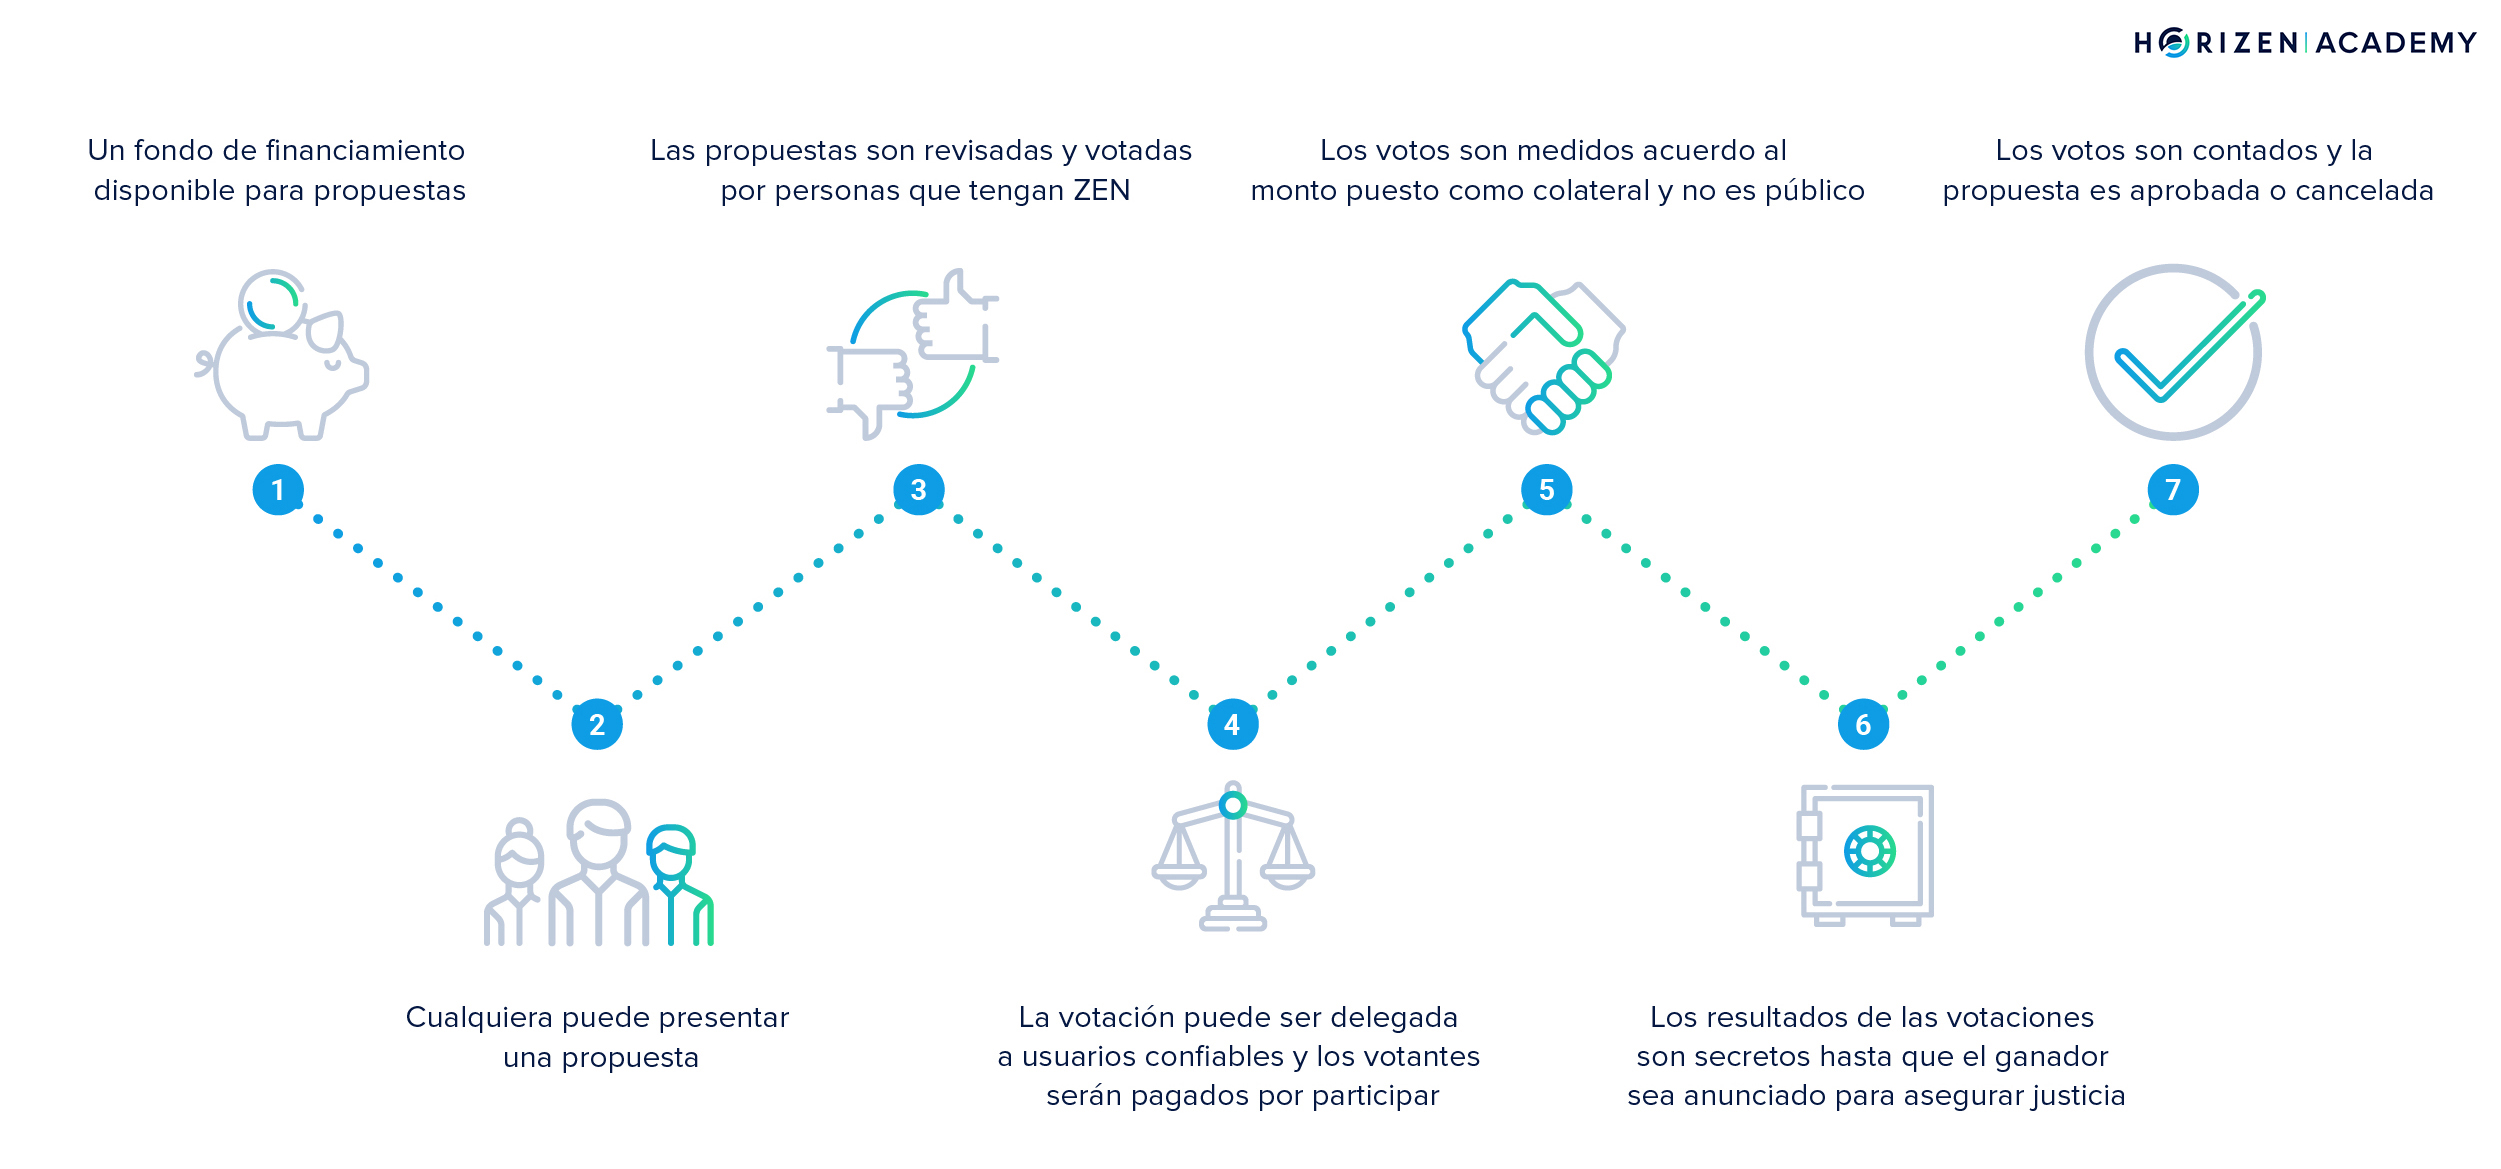 HORIZEN | ACADEMY
Un fondo de financiamiento
disponible para propuestas
Las propuestas son revisadas y votadas
por personas que tengan ZEN
Los votos son medidos acuerdo al
monto puesto como colateral y no es público
Los votos son contados y la
propuesta es aprobada o cancelada
1
3
5
7
2
4
6
Cualquiera puede presentar
una propuesta
La votación puede ser delegada
a usuarios confiables y los votantes
serán pagados por participar
Los resultados de las votaciones
son secretos hasta que el ganador
sea anunciado para asegurar justicia